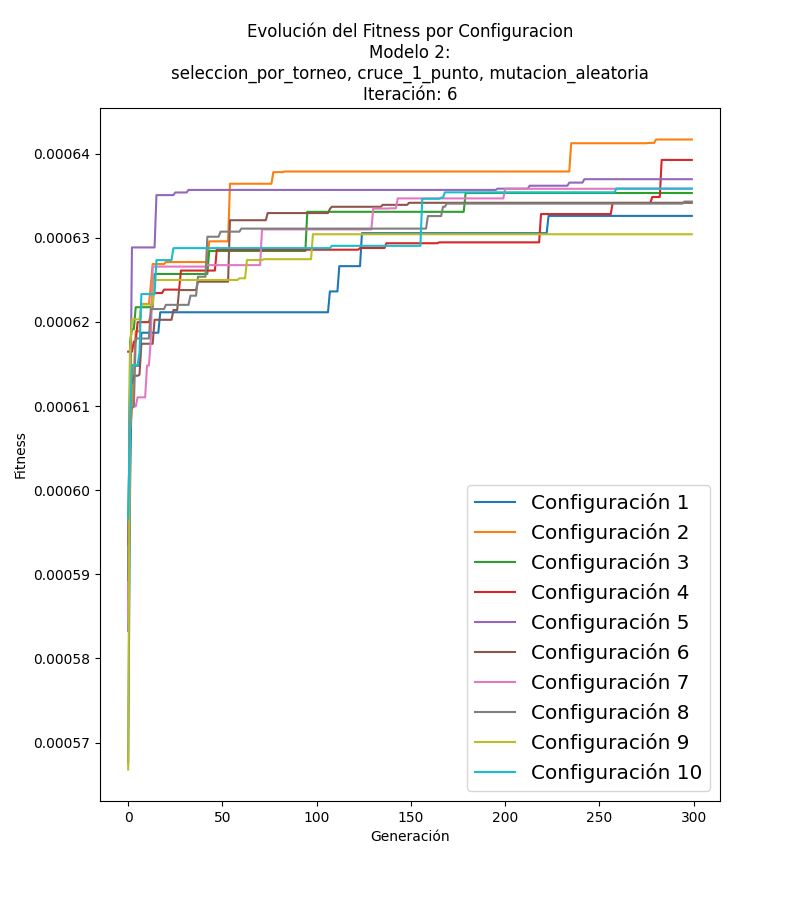 Evolución del Fitness por Configuracion
Modelo 2:
seleccion_por_torneo, cruce_1_punto, mutacion_aleatoria
Iteración: 6
Fitness
0.00064
0.00063
0.00062
0.00061
0.00060
0.00059
0.00058
0.00057
Configuración 1
Configuración 2
Configuración 3
Configuración 4
Configuración 5
Configuración 6
Configuración 7
Configuración 8
Configuración 9
Configuración 10
0 50 100 150 200 250 300
Generación